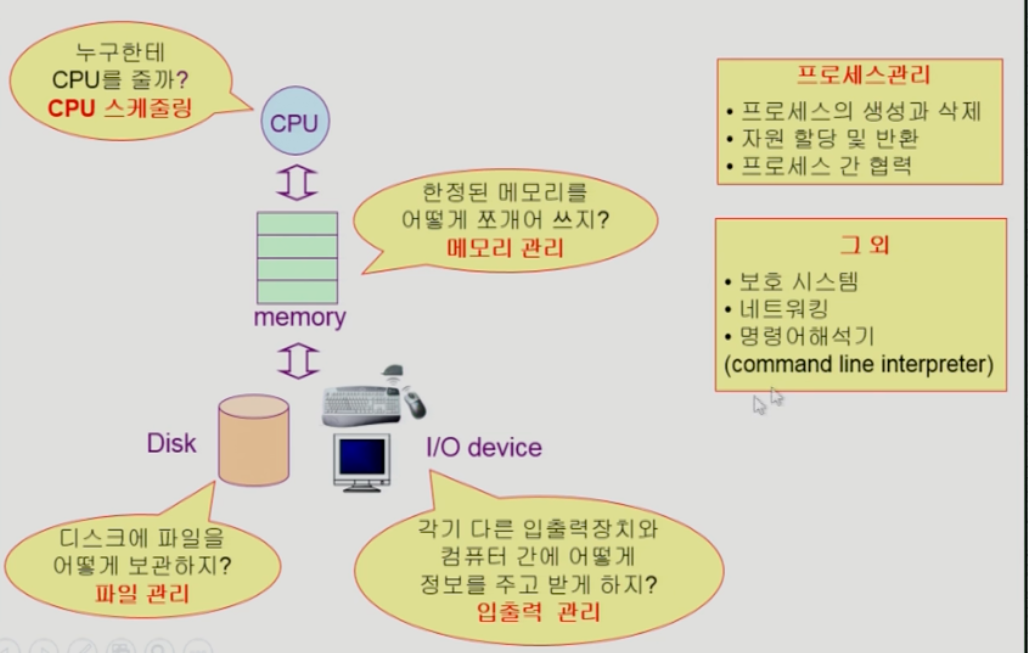 누구한테
CPU를 줄까?
CPU 스케줄링
CPU
한정된 메모리를
어떻게 쪼개어 쓰지?
메모리 관리
memory
Disk
I/O device
디스크에 파일을
어떻게 보관하지?
파일 관리
각기 다른 입출력장치와
컴퓨터 간에 어떻게
정보를 주고 받게 하지?
입출력 관리
프로세스관리
• 프로세스의 생성과 삭제
• 자원 할당 및 반환
• 프로세스 간 협력
그 외
• 보호 시스템
• 네트워킹
• 명령어해석기
(command line interpreter)